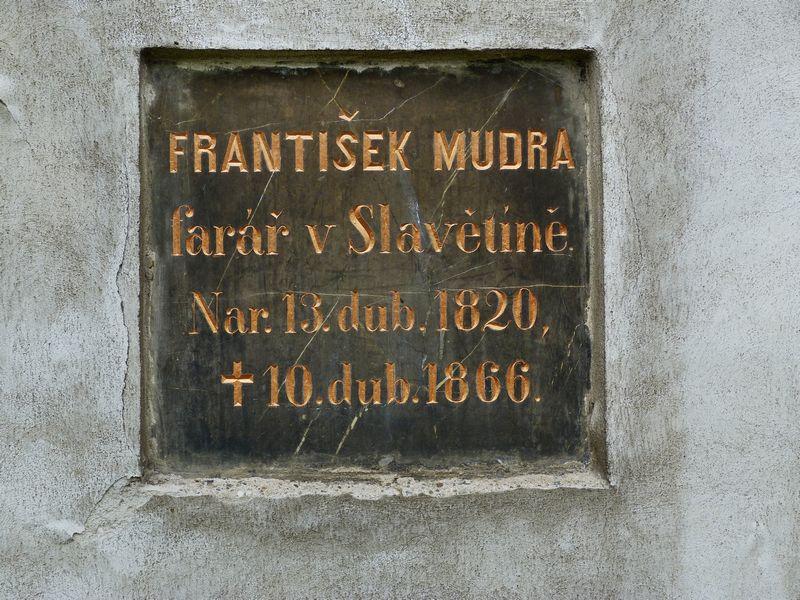 FRANTIŠEK MUDRA
farář v Slavětíně.
Nar. 13. dub. 1820,
✝ 10. dub. 1866.